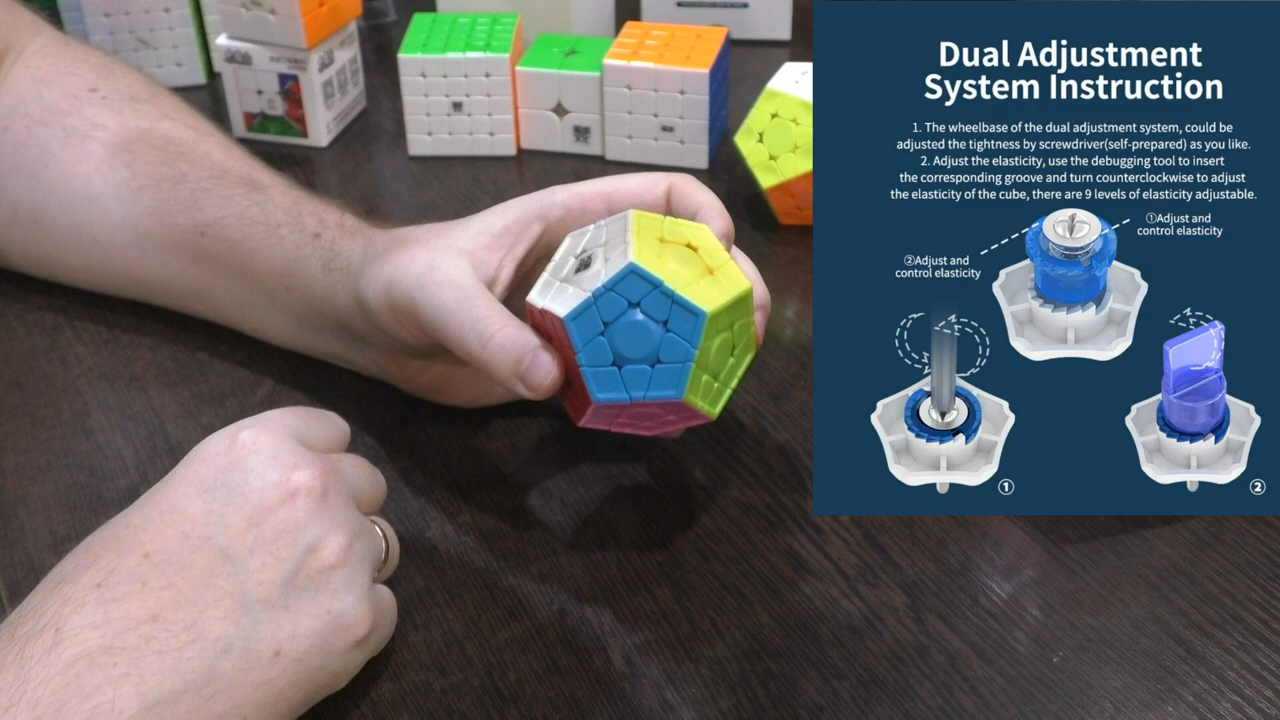 Dual Adjustment
System Instruction
1. The wheelbase of the dual adjustment system, could be
adjusted the tightness by screwdriver(self-prepared) as you like.
2. Adjust the elasticity, use the debugging tool to insert
the corresponding groove and turn counterclockwise to adjust
the elasticity of the cube, there are 9 levels of elasticity adjustable.
①Adjust and
control elasticity
②Adjust and
control elasticity
①
②